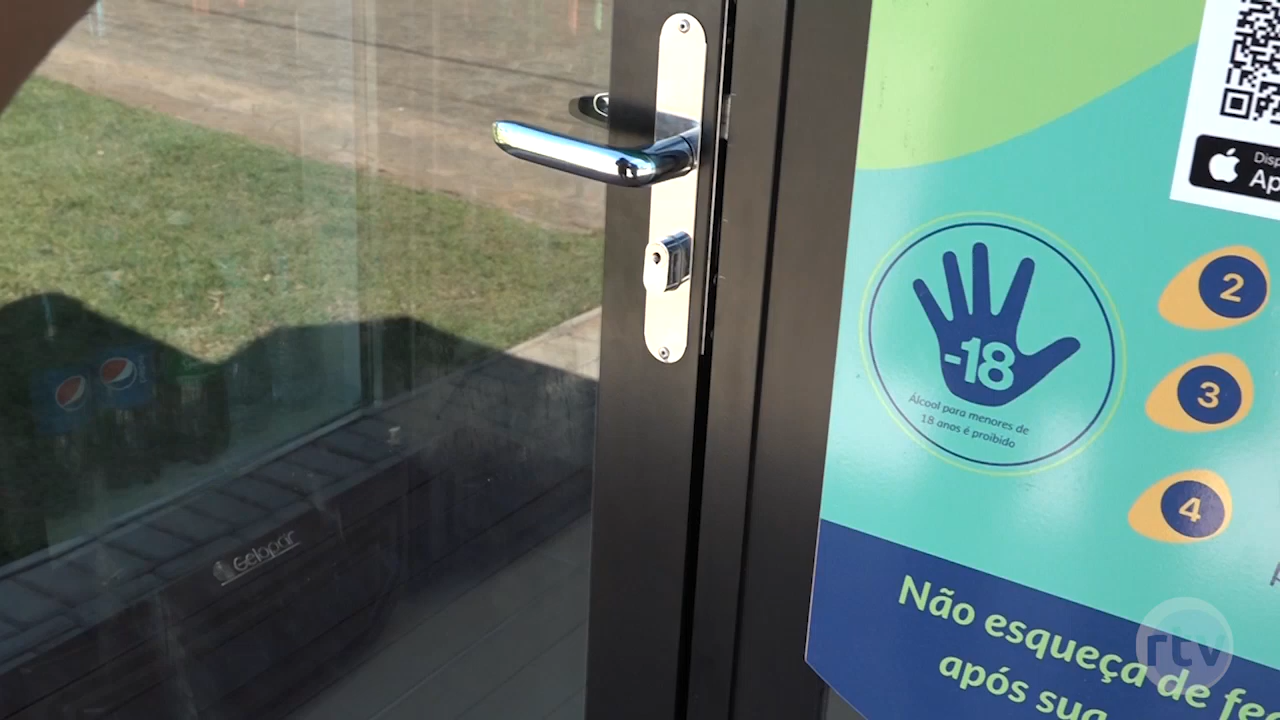 Disp
Ap
2
-18
3
Álcool para menores de
18 anos é proibido
4
Gelopar
Não esqueça de fec
após sua
rtv